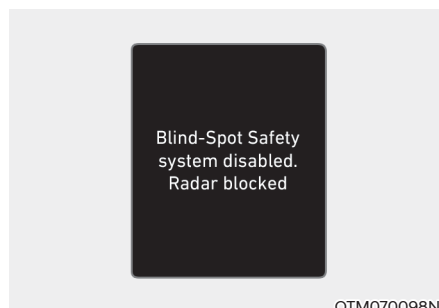 Blind-Spot Safety
system disabled.
Radar blocked
OTM070098N